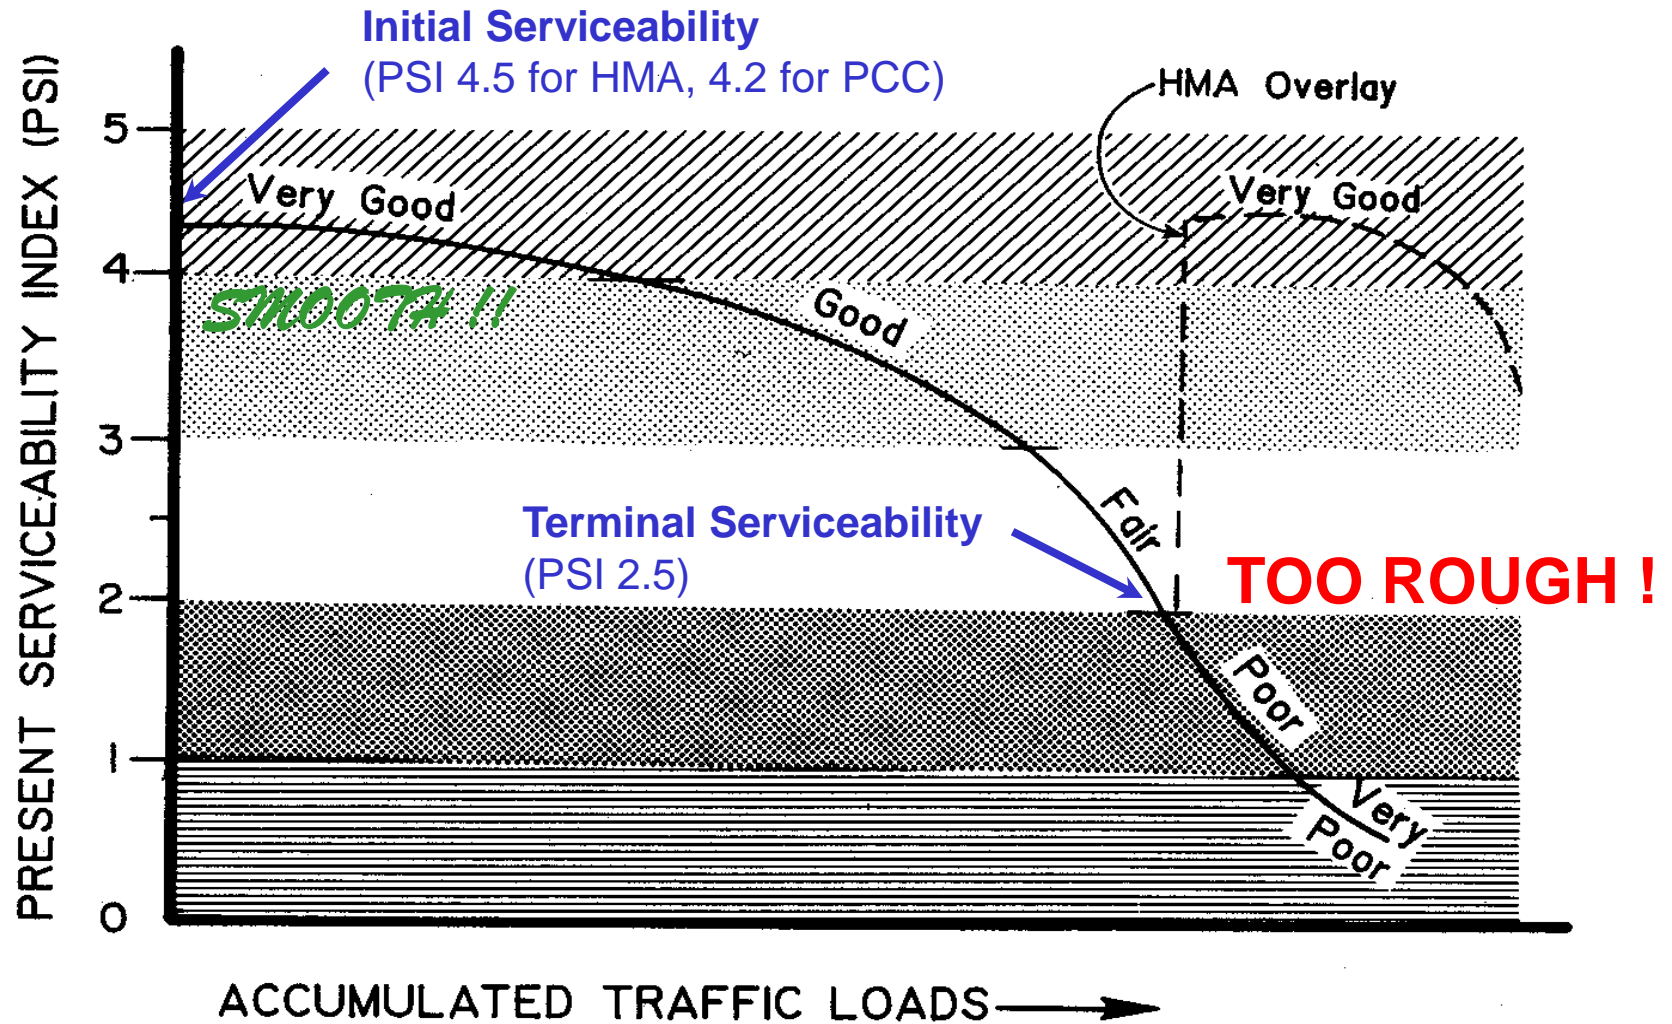 Initial Serviceability
(PSI 4.5 for HMA, 4.2 for PCC)
HMA Overlay
PRESENT SERVICEABILITY INDEX (PSI)
5
4
3
2
1
0
Very Good
Very Good
SMOOTH !!
Good
Fair
Terminal Serviceability
(PSI 2.5)
TOO ROUGH !
Poor
Very
Poor
ACCUMULATED TRAFFIC LOADS